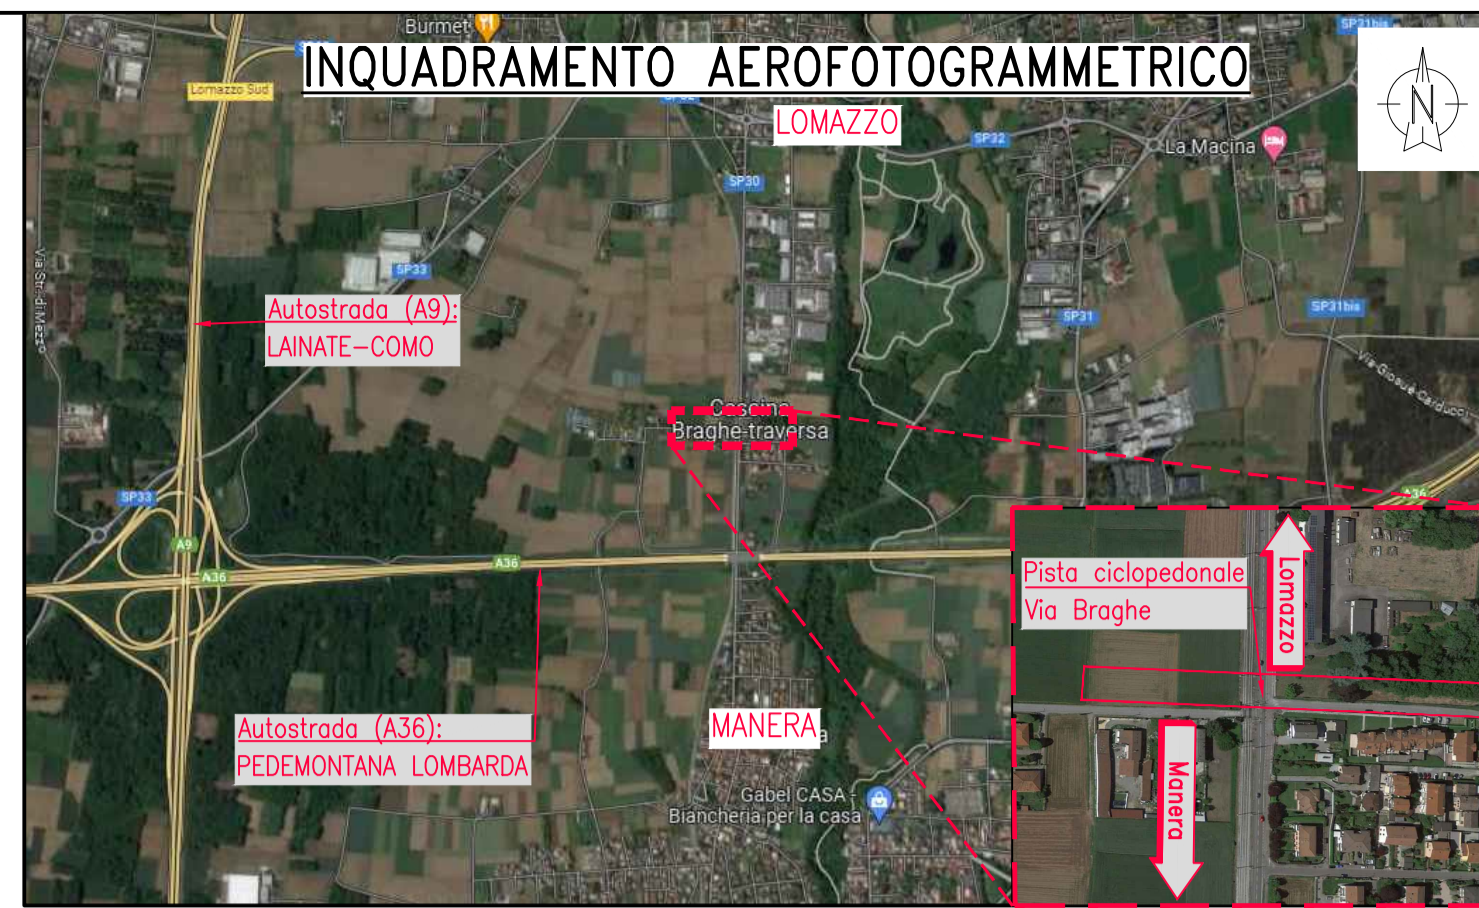 Burmet
SP31bis
INQUADRAMENTO AEROFOTOGRAMMETRICO
Lomazzo Sud
LOMAZZO
N
SP32
La Macina
SP30
SP33
Via Str. di Mezzo
Autostrada (A9):
LAINATE-COMO
SP31
SP31bis
Via Giosuè Carducci
Cascina
Braghe traversa
SP33
A36
A9
A36
A36
Pista ciclopedonale
Via Braghe
Lomazzo
Autostrada (A36):
PEDEMONTANA LOMBARDA
MANERA
Manera
Gabel CASA -
Biancheria per la casa